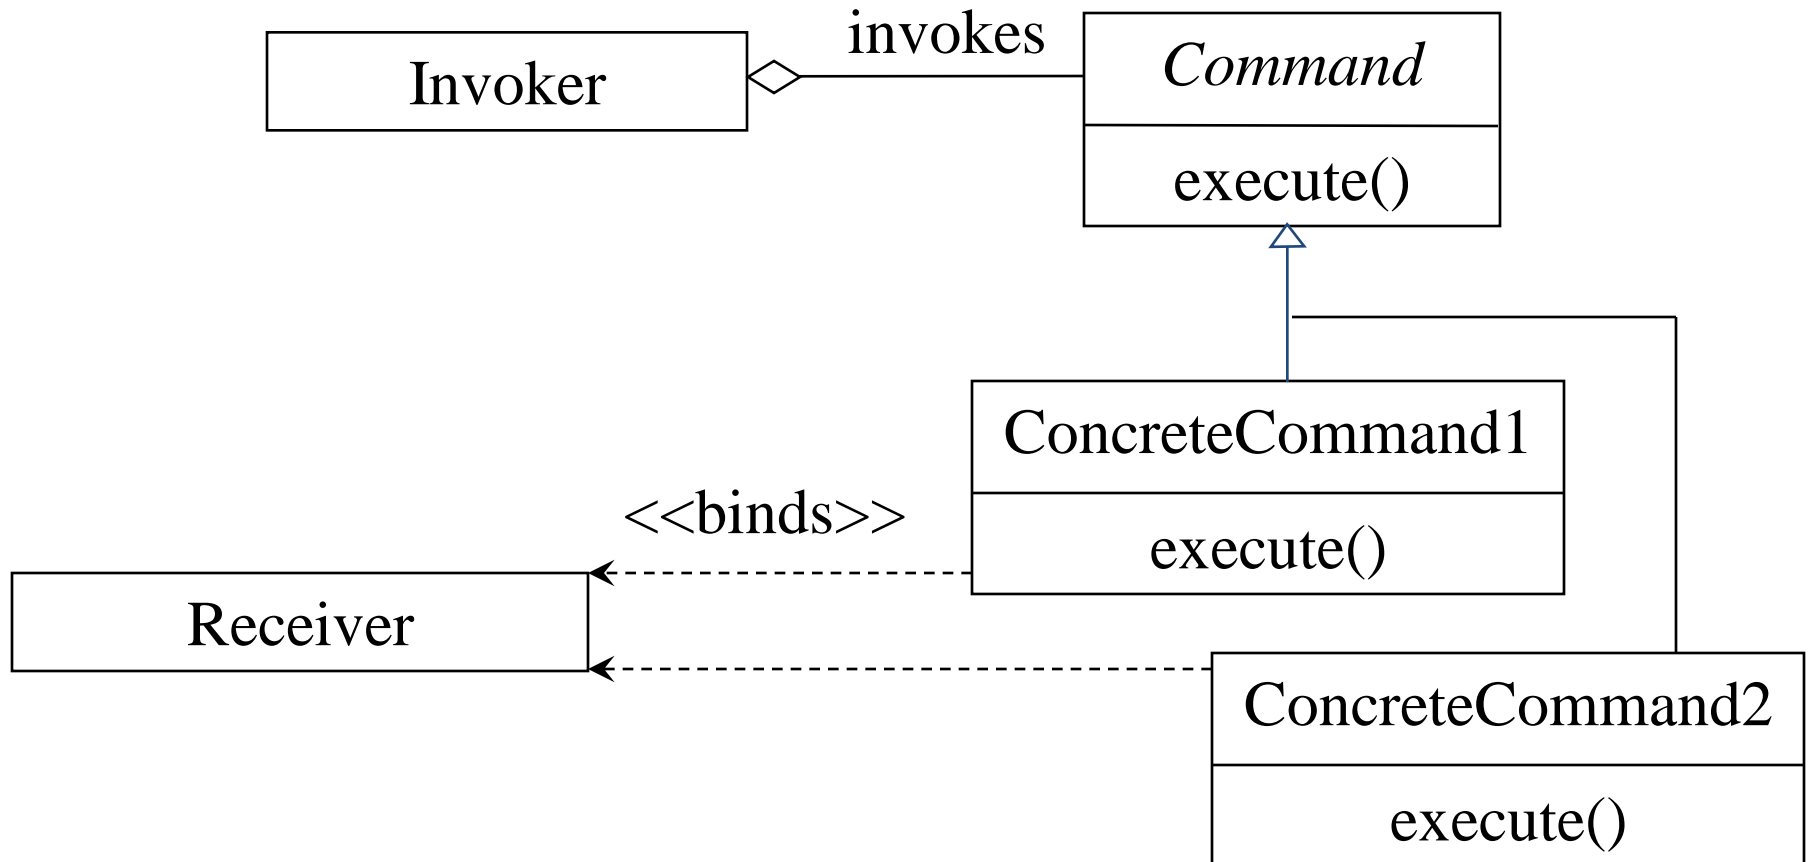 invokes
Invoker
Command
execute()
ConcreteCommand1
<<binds>>
execute()
Receiver
ConcreteCommand2
execute()